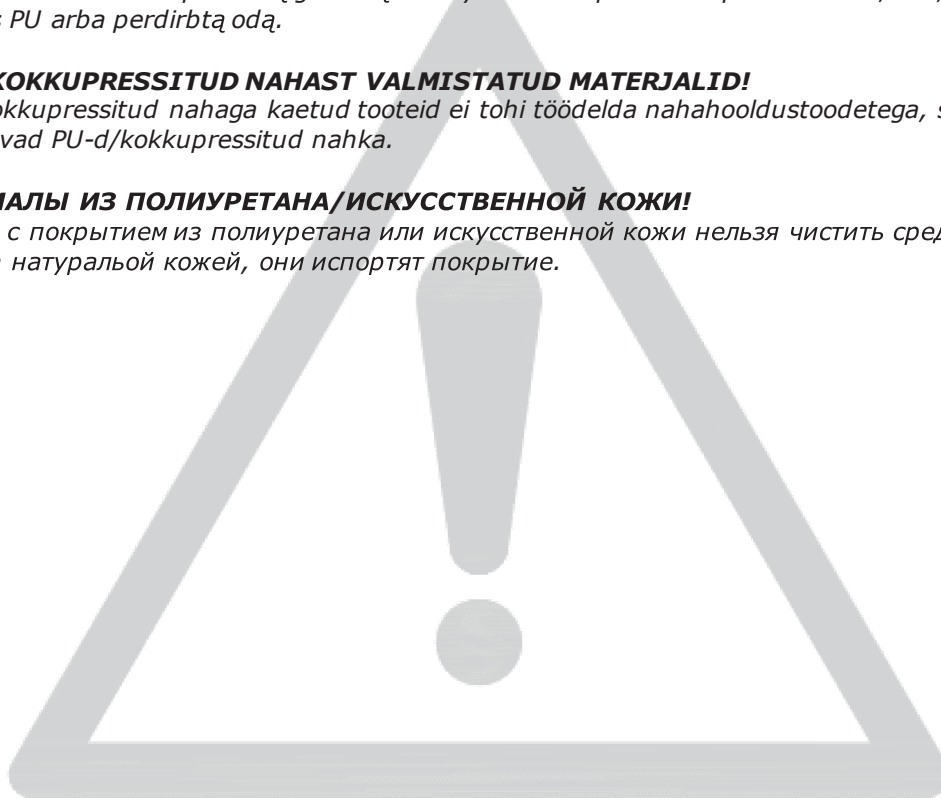 PU arba perdirbtą odą.
KOKKUPRESSITUD NAHAST VALMISTATUD MATERJALID!
okkupressitud nahaga kaetud tooteid ei tohi töödelda nahahooldustoodetega, s
vad PU-d/kokkupressitud nahka.
ИАЛЫ ИЗ ПОЛИУРЕТАНА/ИСКУССТВЕННОЙ КОЖИ!
с покрытием из полиуретана или искусственной кожи нельзя чистить сред
натуральой кожей, они испортят покрытие.